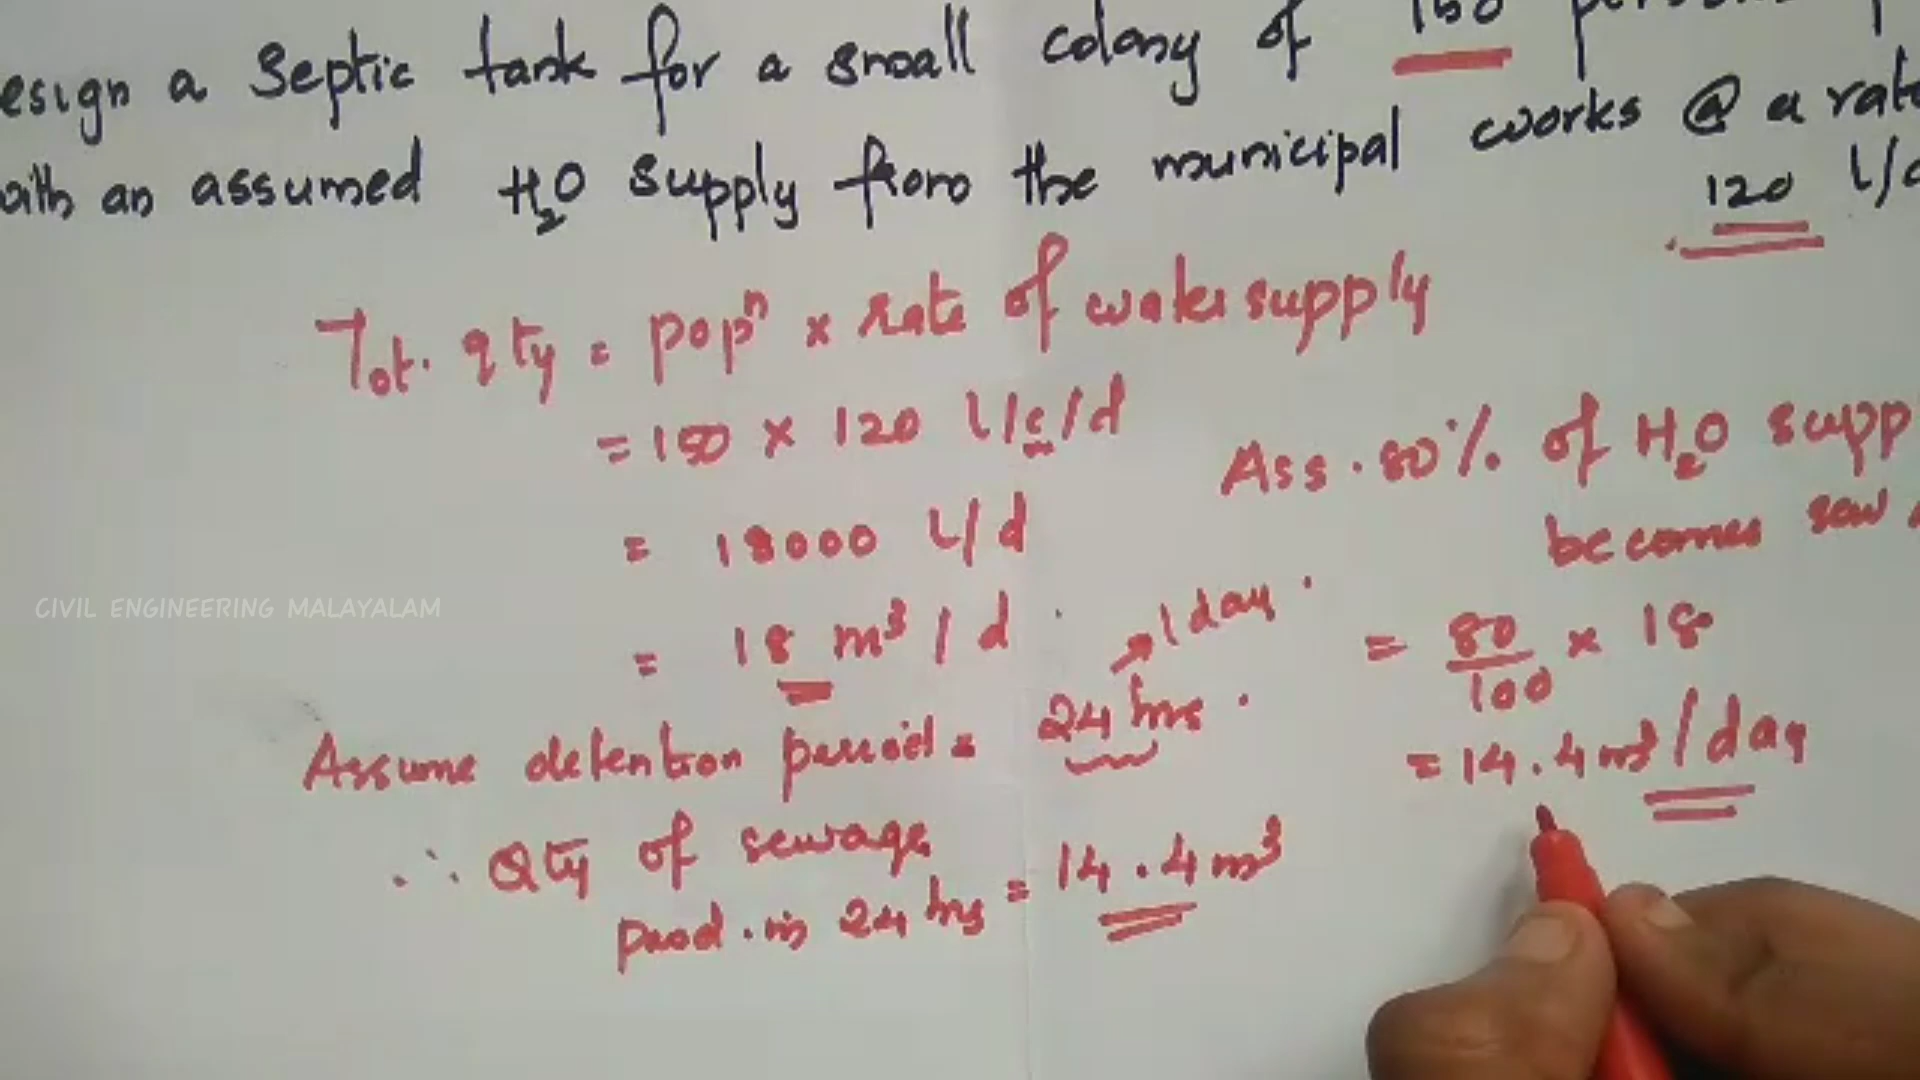 esign a Septic tank for a small colony of 150
with an assumed H₂O supply from the municipal works @ a rate
120 l/c
Tot. qty = popⁿ x rate of water supply
= 150 x 120 l/c/d
= 18000 l/d
= 18 m³ / d
Assume detention period = 24 hrs.
1 day.
∴ Qty of sewage
prod. in 24 hrs = 14.4 m³
Ass. 80% of H₂O supp
becomes sew
= 80/100 x 18
= 14.4 m³/day
CIVIL ENGINEERING MALAYALAM